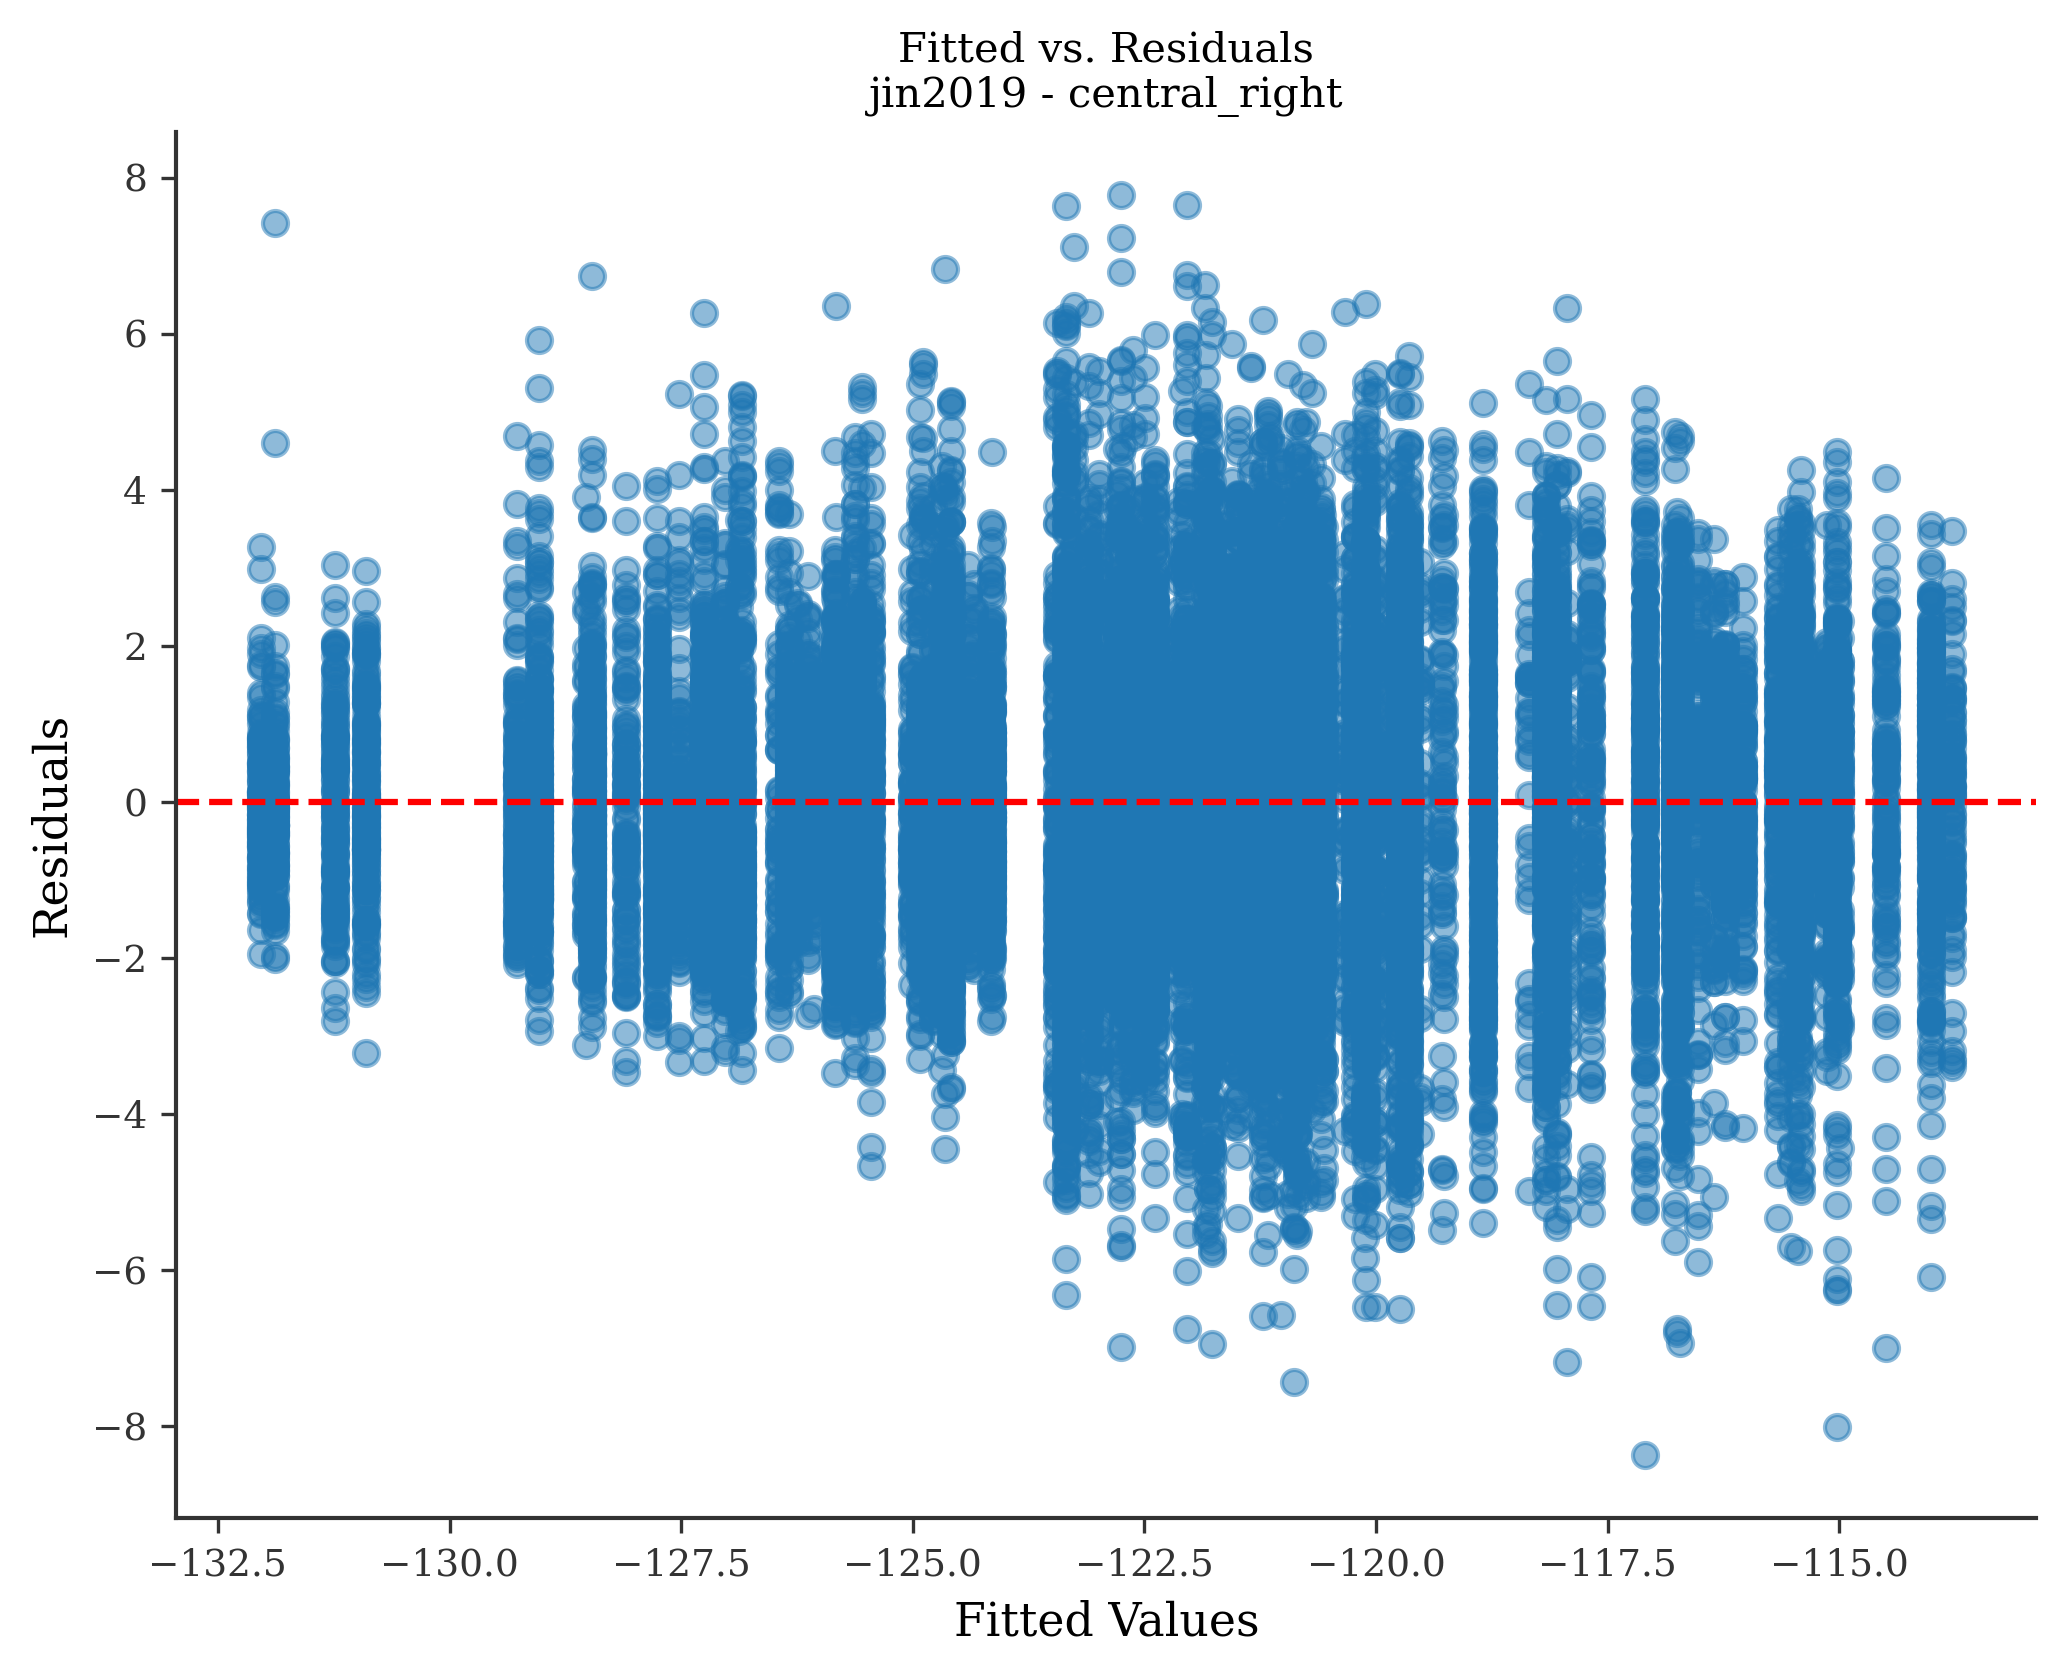 Fitted vs. Residuals
jin2019 - central_right
8
6
4
2
0
−2
−4
−6
−8
Residuals
−132.5 −130.0 −127.5 −125.0 −122.5 −120.0 −117.5 −115.0
Fitted Values